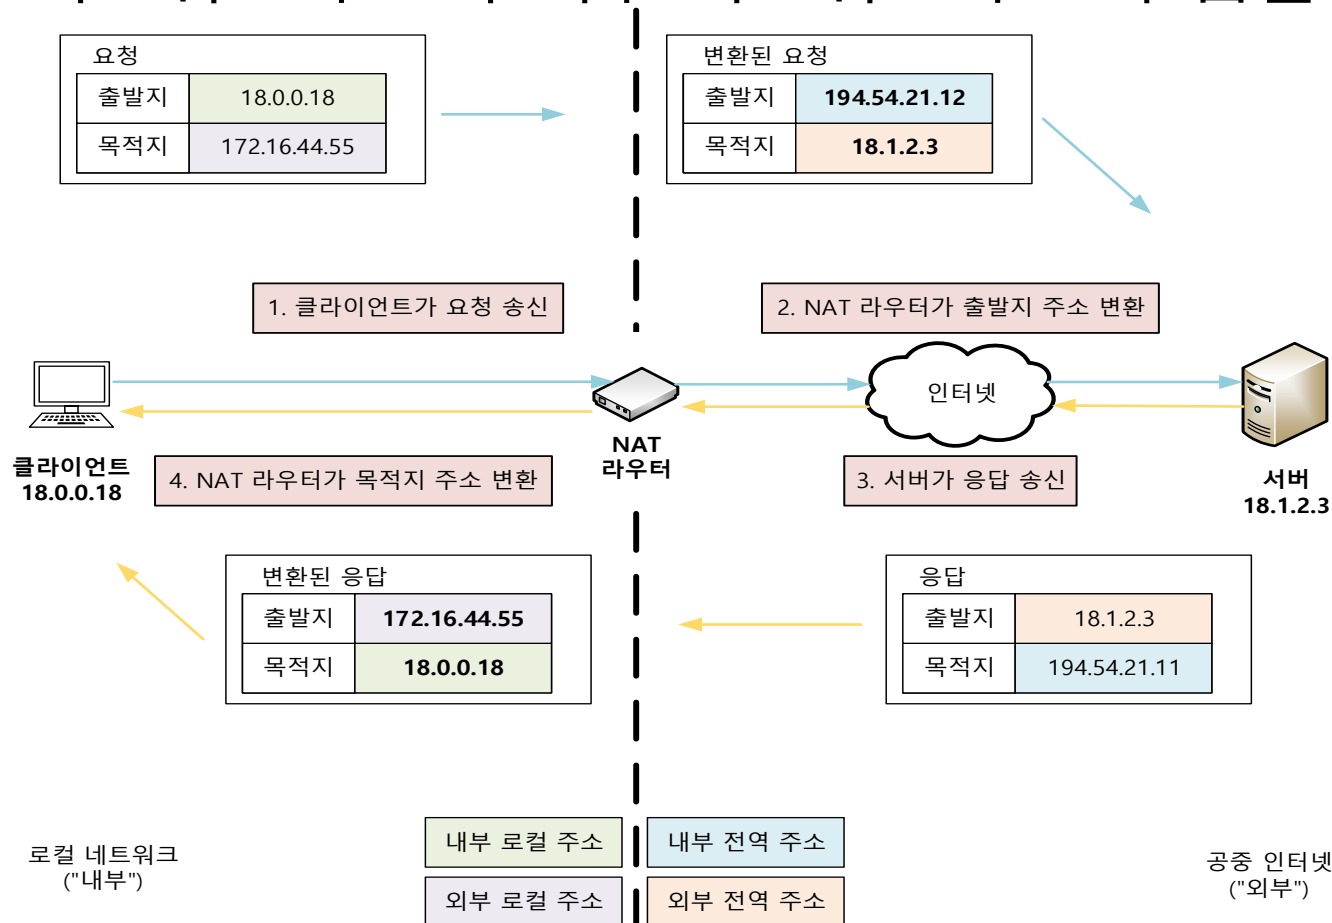 요청
출발지 18.0.0.18
목적지 172.16.44.55
변환된 요청
출발지 194.54.21.12
목적지 18.1.2.3
1. 클라이언트가 요청 송신
2. NAT 라우터가 출발지 주소 변환
인터넷
클라이언트
18.0.0.18
NAT
라우터
서버
18.1.2.3
4. NAT 라우터가 목적지 주소 변환
3. 서버가 응답 송신
변환된 응답
출발지 172.16.44.55
목적지 18.0.0.18
응답
출발지 18.1.2.3
목적지 194.54.21.11
로컬 네트워크
("내부")
내부 로컬 주소
내부 전역 주소
외부 로컬 주소
외부 전역 주소
공중 인터넷
("외부")